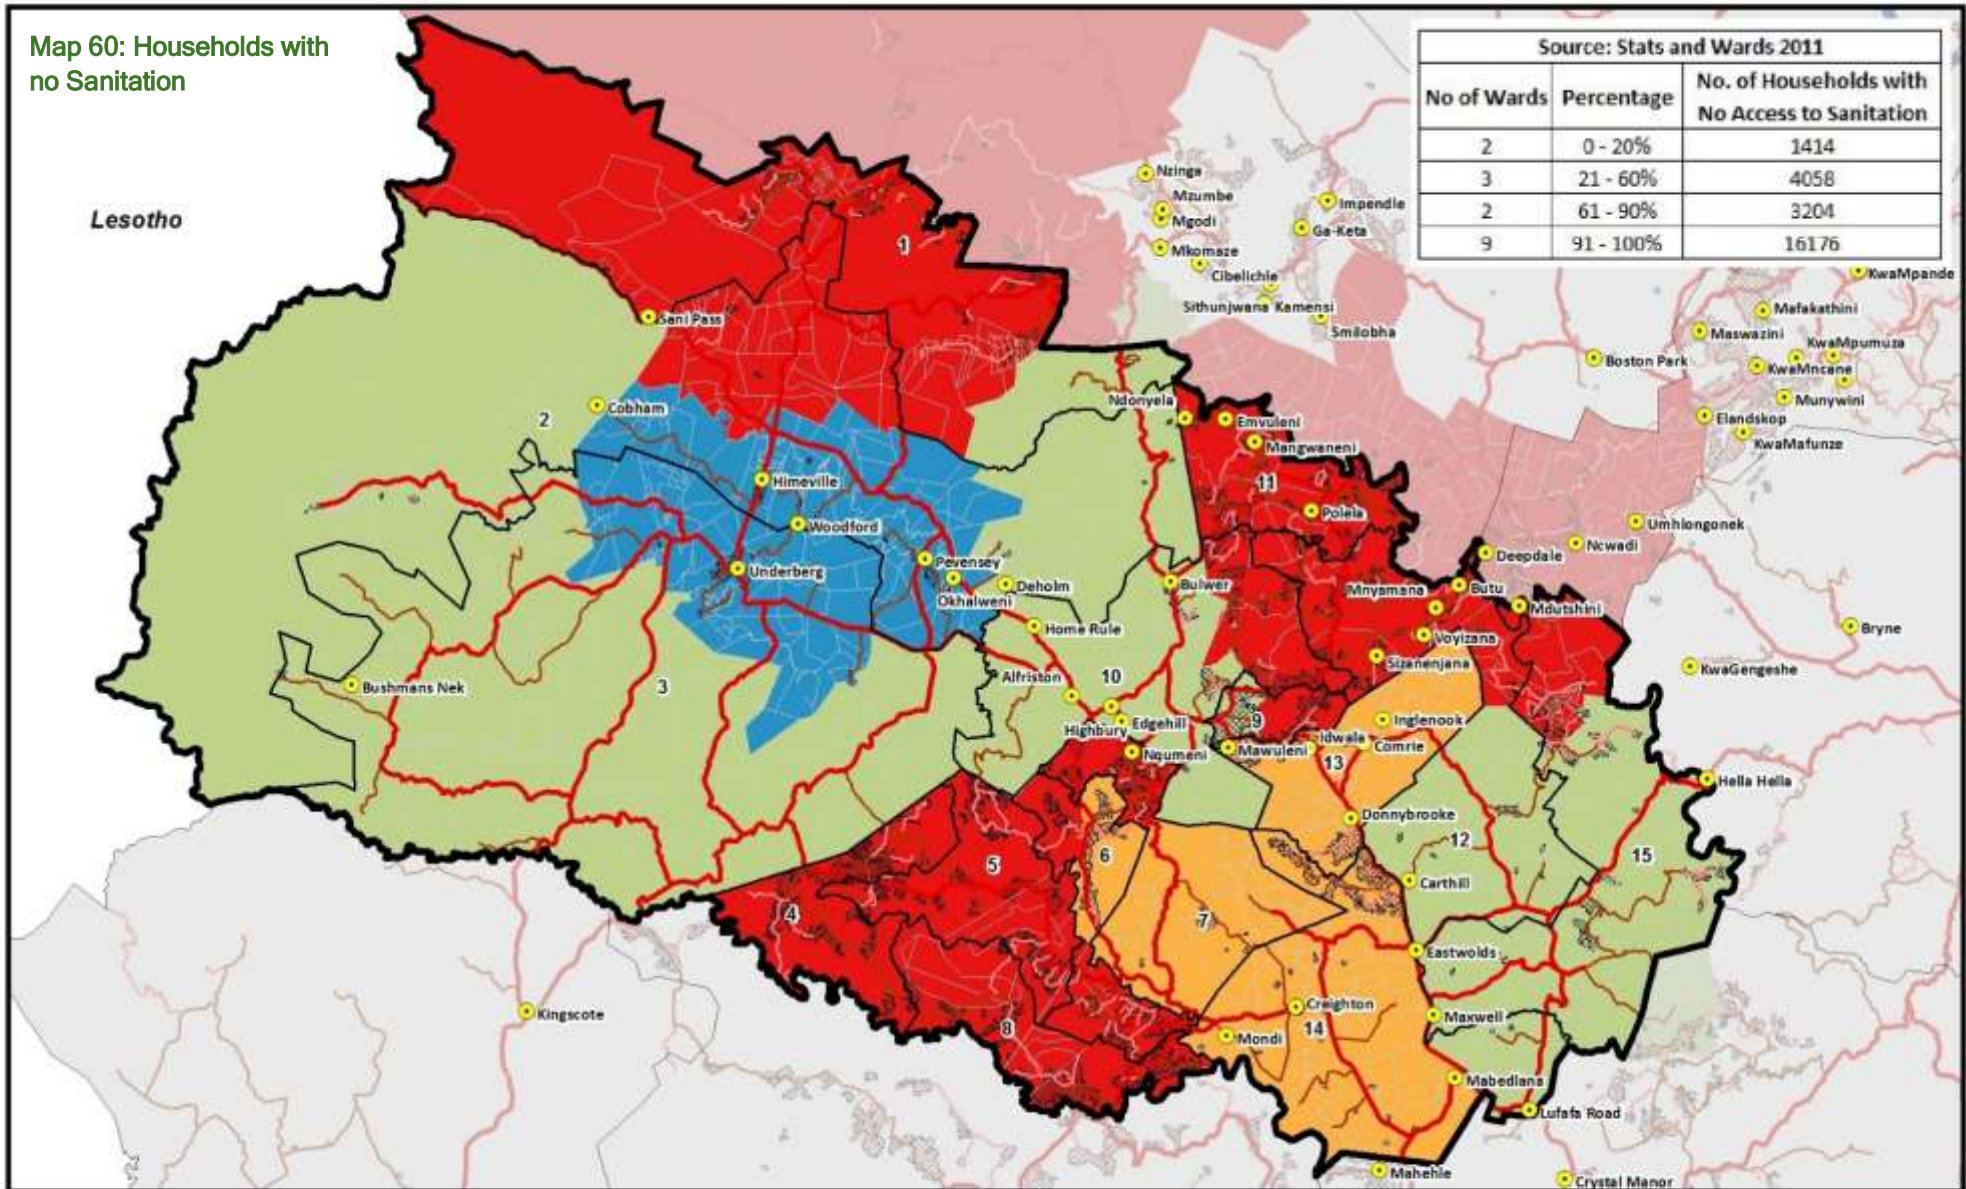 Map 60: Households with
no Sanitation
Source: Stats and Wards 2011
No of Wards Percentage No. of Households with No Access to Sanitation
2 0 - 20% 1414
3 21 - 60% 4058
2 61 - 90% 3204
9 91 - 100% 16176
Lesotho
Nzinga
Mzumbe
Mgodi
Impendle
Ga-Keta
Mkomaze
Cibelichle
KwaMpande
Sithunjwana Kamensi
Smilobha
Mafakathini
Maswazini
KwaMpumuza
Boston Park
KwaMncane
Munywini
Elandskop
KwaMafunze
1
Sani Pass
Cobham
2
Ndonyela
Emvuleni
Mangwaneni
Himeville
11
Polela
Woodford
Umhlongonek
Ncwadi
Deepdale
Pevensey
Underberg
Okhalweni
Deholm
Bulwer
Mnyamana
Butu
Mdutshini
Home Rule
Voyizana
Bryne
Sizanenjana
KwaGengeshe
Bushmans Nek
3
Alfriston
10
9
Inglenook
Highbury
Edgehill
Idwala
Comrie
Nqumeni
Mawuleni
13
Hella Hella
Donnybrooke
5
6
12
15
Carthill
4
7
Eastwolds
Kingscote
Creighton
Maxwell
8
Mondi
14
Mabedlana
Lufafa Road
Mahehle
Crystal Manor